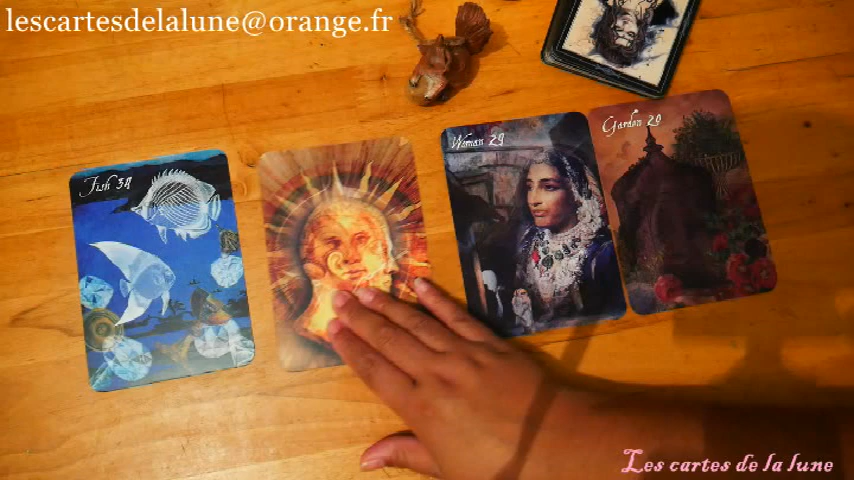 lescartesdelalune@orange.fr
Fish 34
Woman 29
Garden 20
Les cartes de la lune